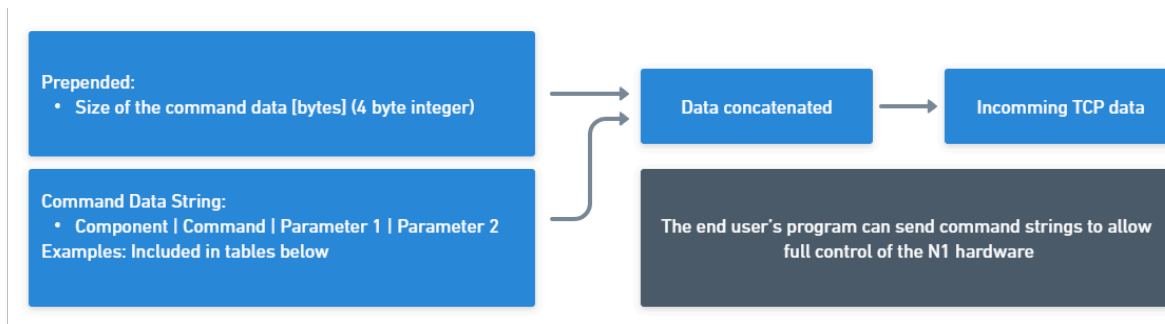 Prepended:
• Size of the command data [bytes] (4 byte integer)
Data concatenated
Incomming TCP data
Command Data String:
• Component | Command | Parameter 1 | Parameter 2
Examples: Included in tables below
The end user's program can send command strings to allow
full control of the N1 hardware